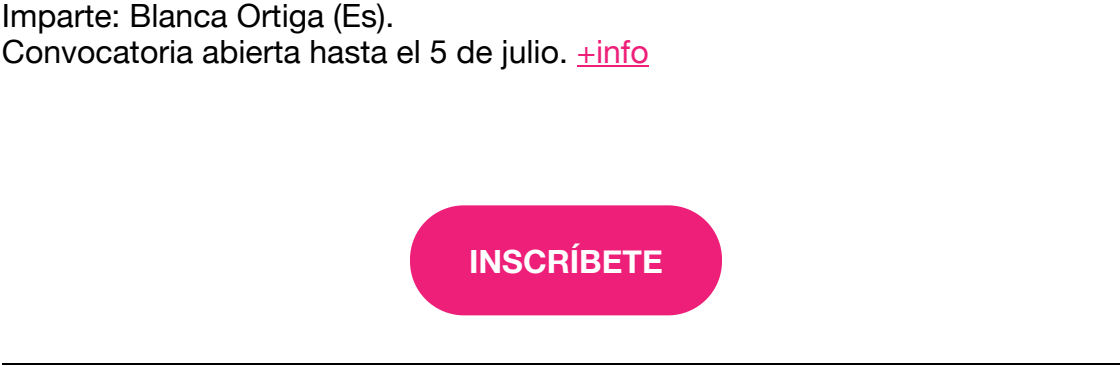 Imparte: Blanca Ortiga (Es).
Convocatoria abierta hasta el 5 de julio. +info
INSCRÍBETE